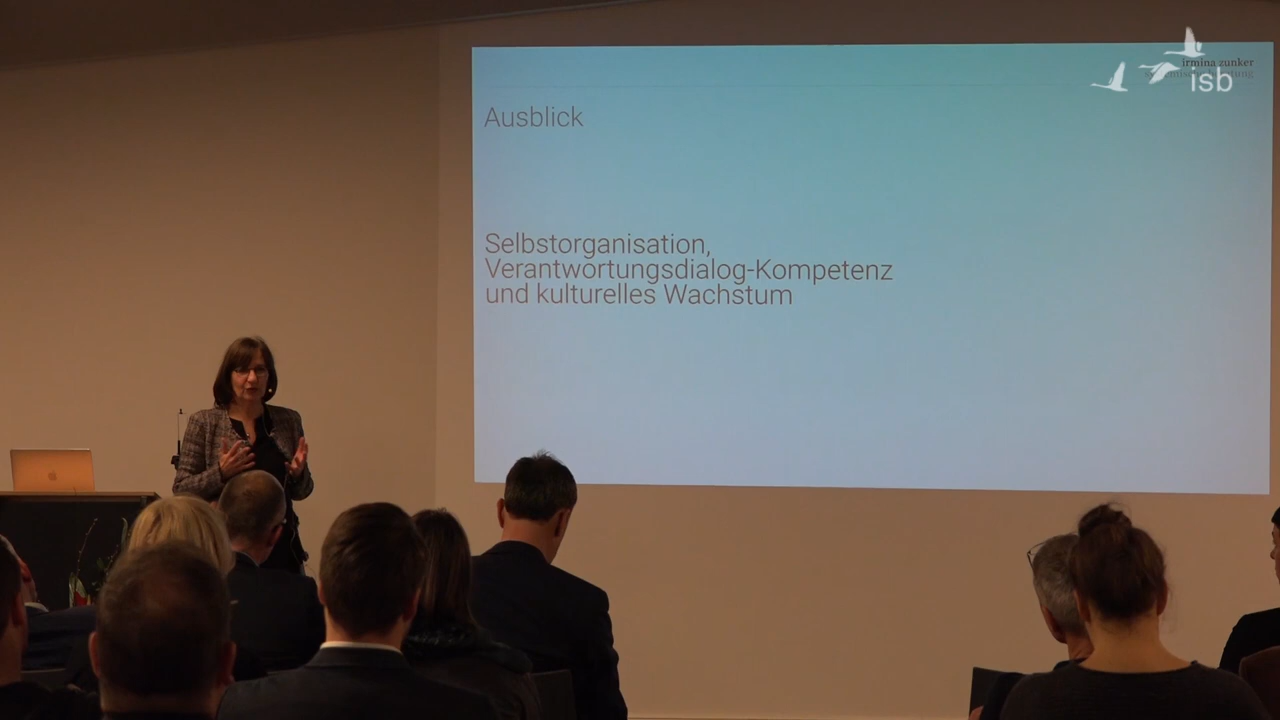 irmina zunker
isb
Ausblick
Selbstorganisation,
Verantwortungsdialog-Kompetenz
und kulturelles Wachstum